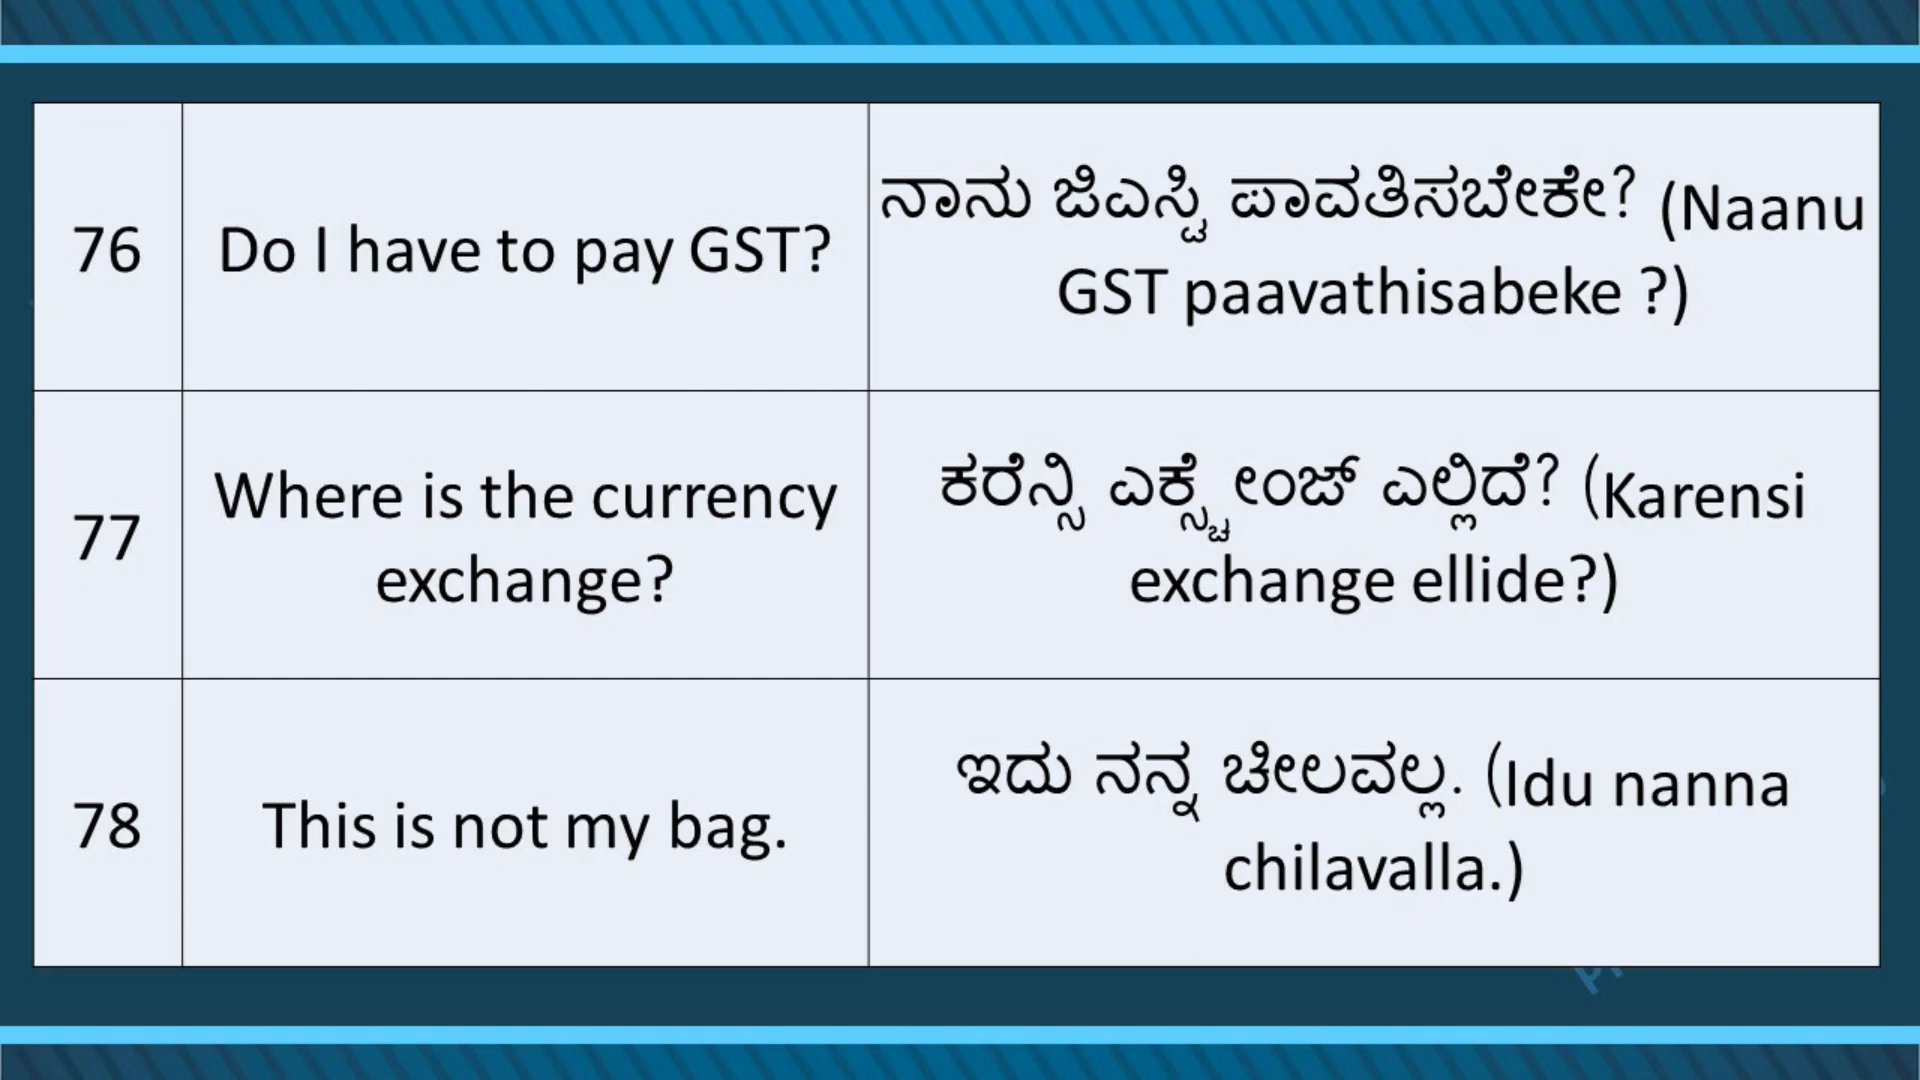 76
Do I have to pay GST?
ನಾನು ಜಿಎಸ್ಟಿ ಪಾವತಿಸಬೇಕೇ? (Naanu
GST paavathisabeke ?)
77
Where is the currency
exchange?
ಕರೆನ್ಸಿ ಎಕ್ಸ್ಚೇಂಜ್ ಎಲ್ಲಿದೆ? (Karensi
exchange ellide?)
78
This is not my bag.
ಇದು ನನ್ನ ಚೀಲವಲ್ಲ. (Idu nanna
chilavalla.)